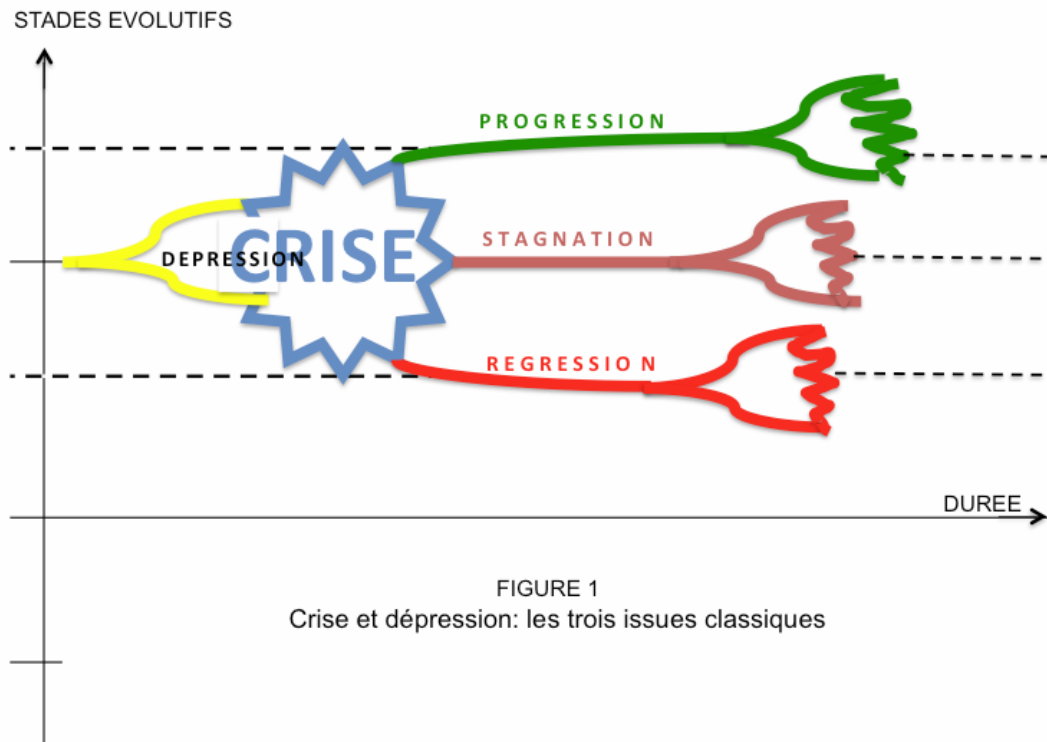 STADES EVOLUTIFS
PROGRESSION
STAGNATION
DEPRESSION
CRISE
REGRESSIO N
DUREE
FIGURE 1
Crise et dépression: les trois issues classiques